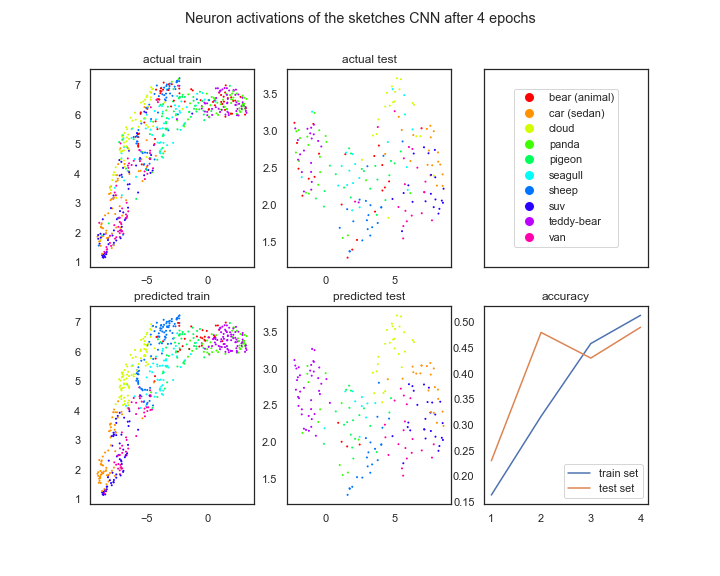 Neuron activations of the sketches CNN after 4 epochs
actual train
actual test
7
6
5
4
3
2
1
−5
0
3.5
3.0
2.5
2.0
1.5
0
5
bear (animal)
car (sedan)
cloud
panda
pigeon
seagull
sheep
suv
teddy-bear
van
predicted train
predicted test
accuracy
7
6
5
4
3
2
1
−5
0
3.5
3.0
2.5
2.0
1.5
0
5
0.50
0.45
0.40
0.35
0.30
0.25
0.20
0.15
1
2
3
4
train set
test set